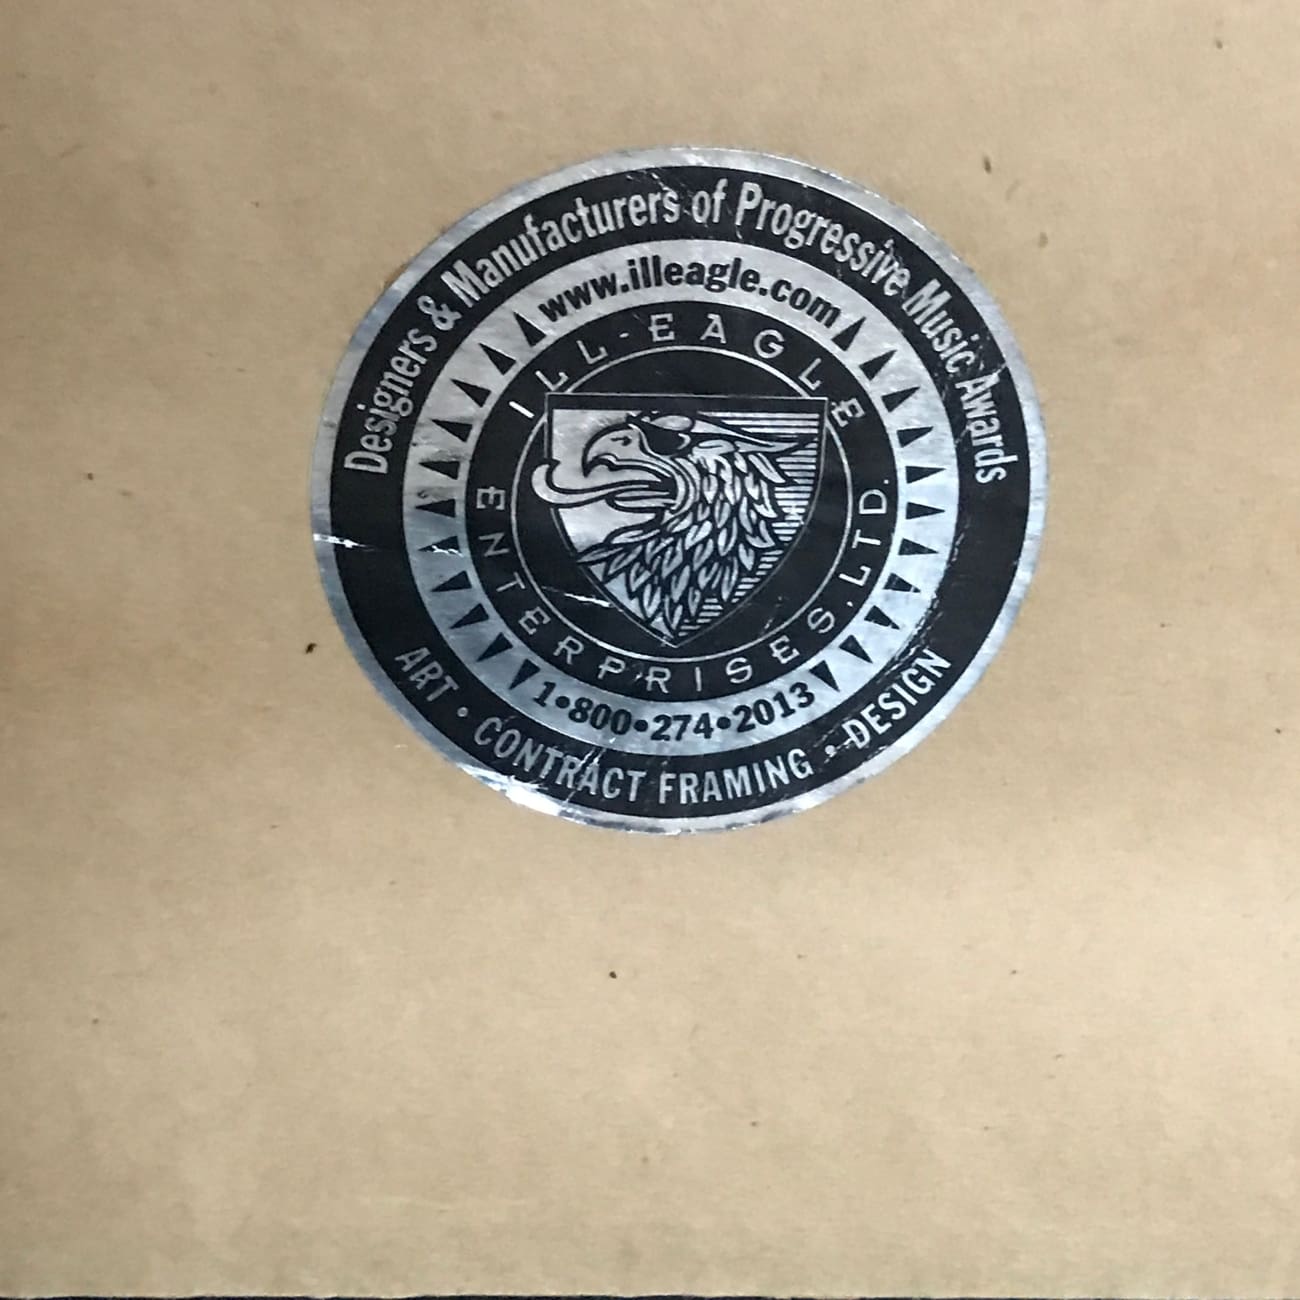 Designers & Manufacturers of Progressive Music Awards
www.illeagle.com
ILL-EAGLE
ENTERPRISES, LTD.
1•800•274•2013
ART • CONTRACT FRAMING • DESIGN